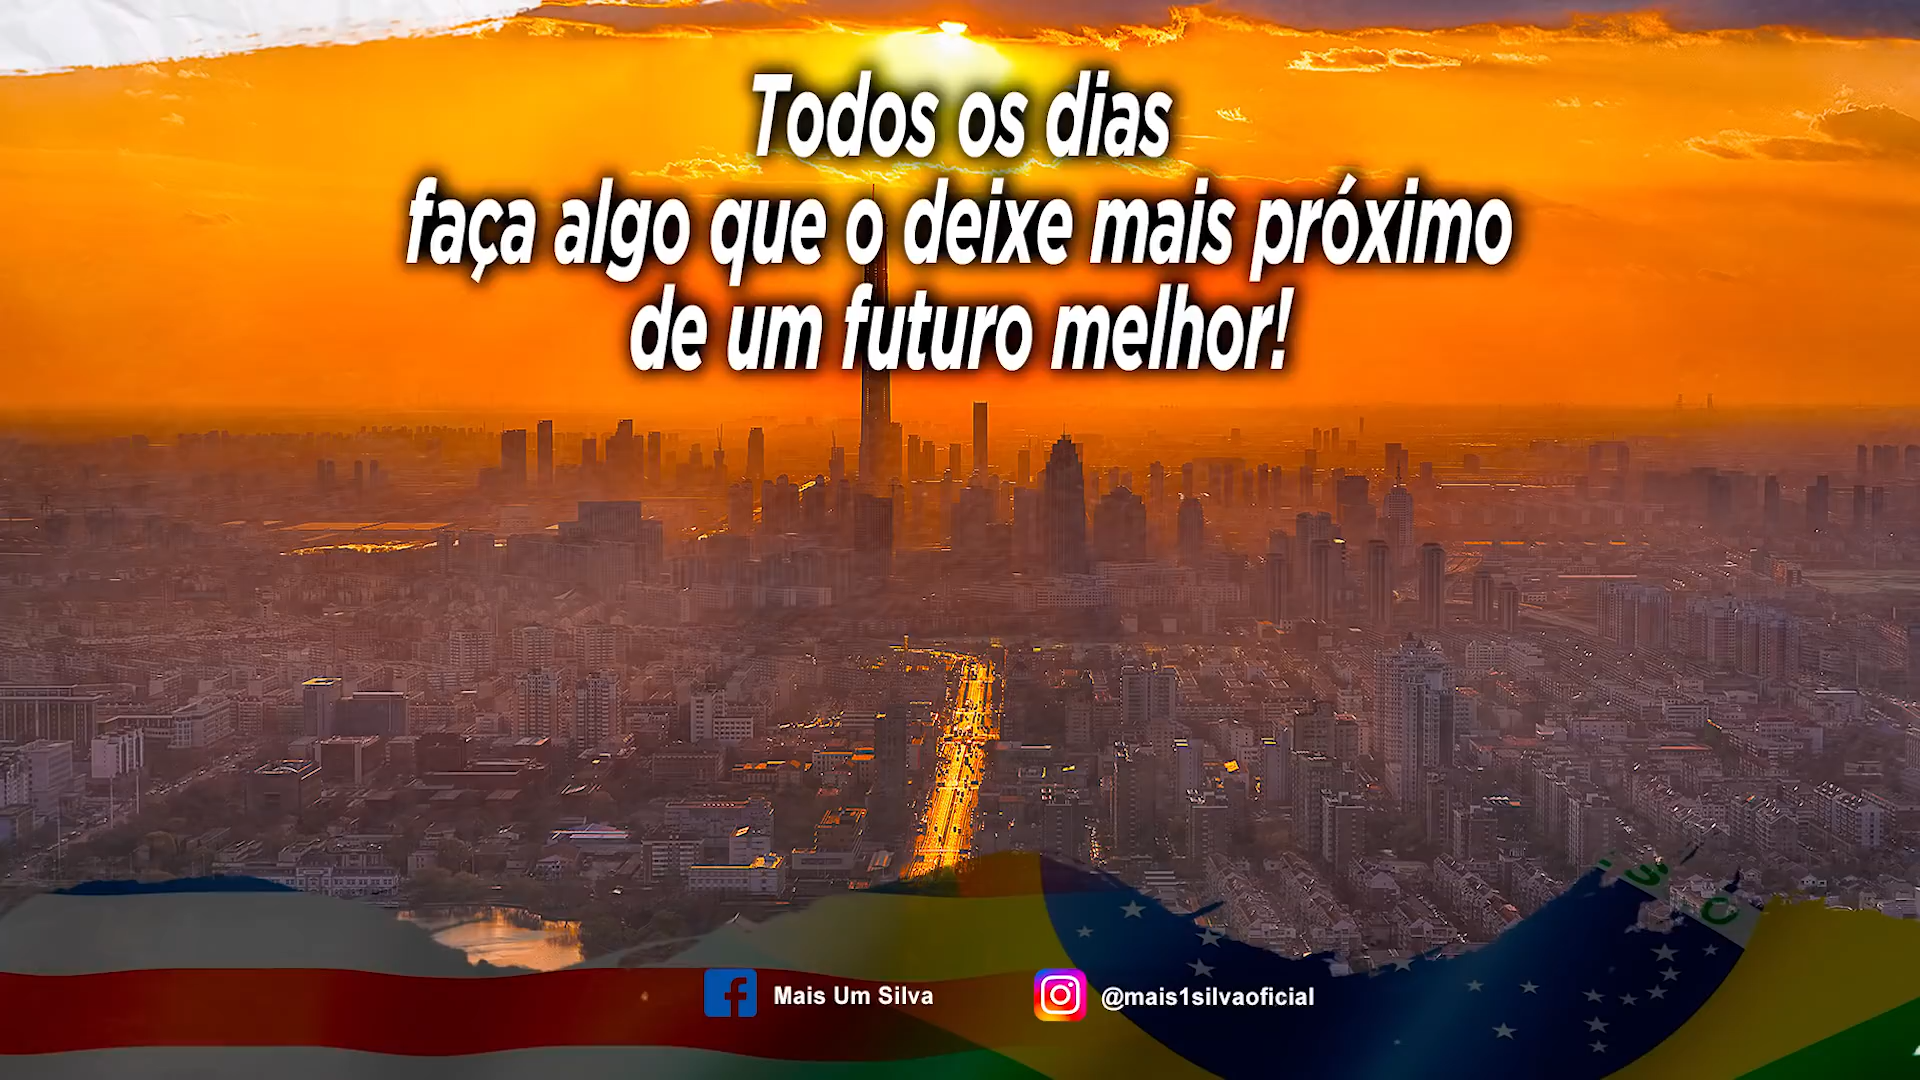 Todos os dias
faça algo que o deixe mais próximo
de um futuro melhor!
Mais Um Silva
@mais1silvaoficial